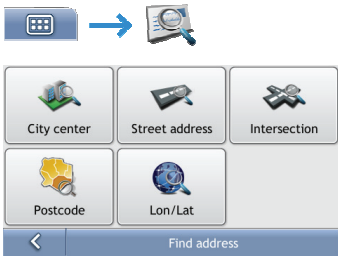 City center
Street address
Intersection
Postcode
Lon/Lat
Find address